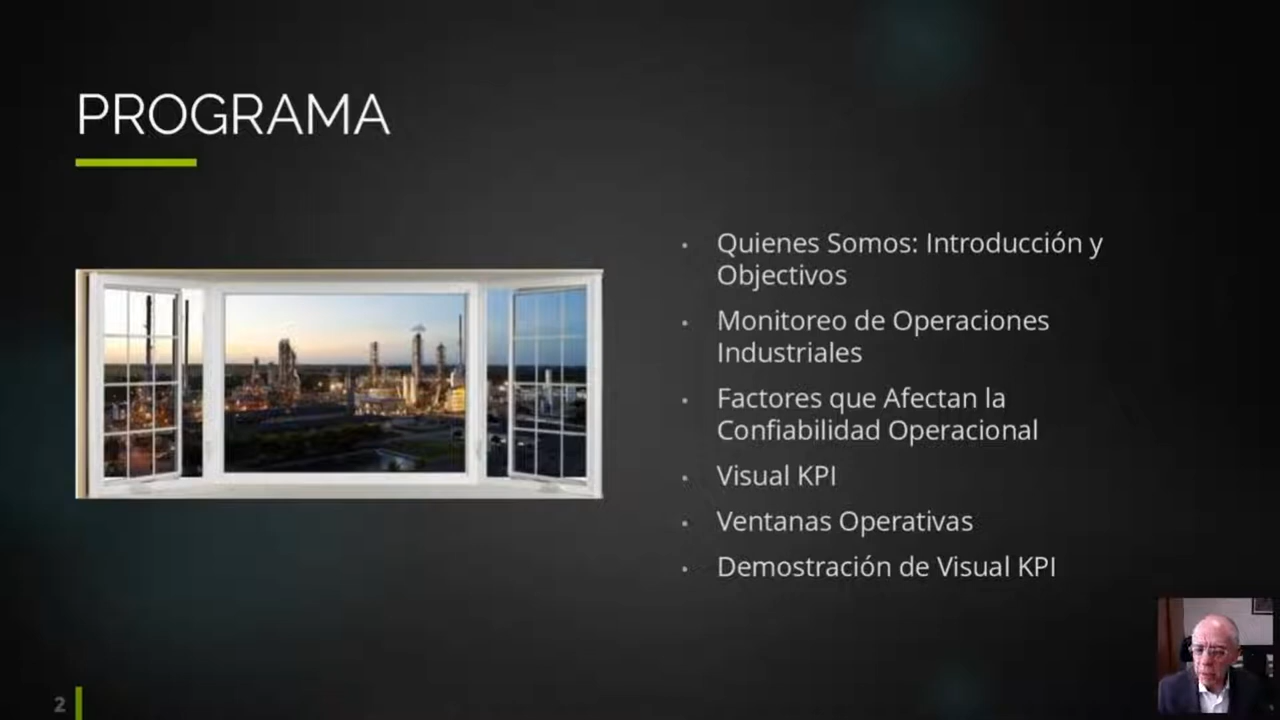 PROGRAMA
Quienes Somos: Introducción y
Objectivos
Monitoreo de Operaciones
Industriales
Factores que Afectan la
Confiabilidad Operacional
Visual KPI
Ventanas Operativas
Demostración de Visual KPI
2